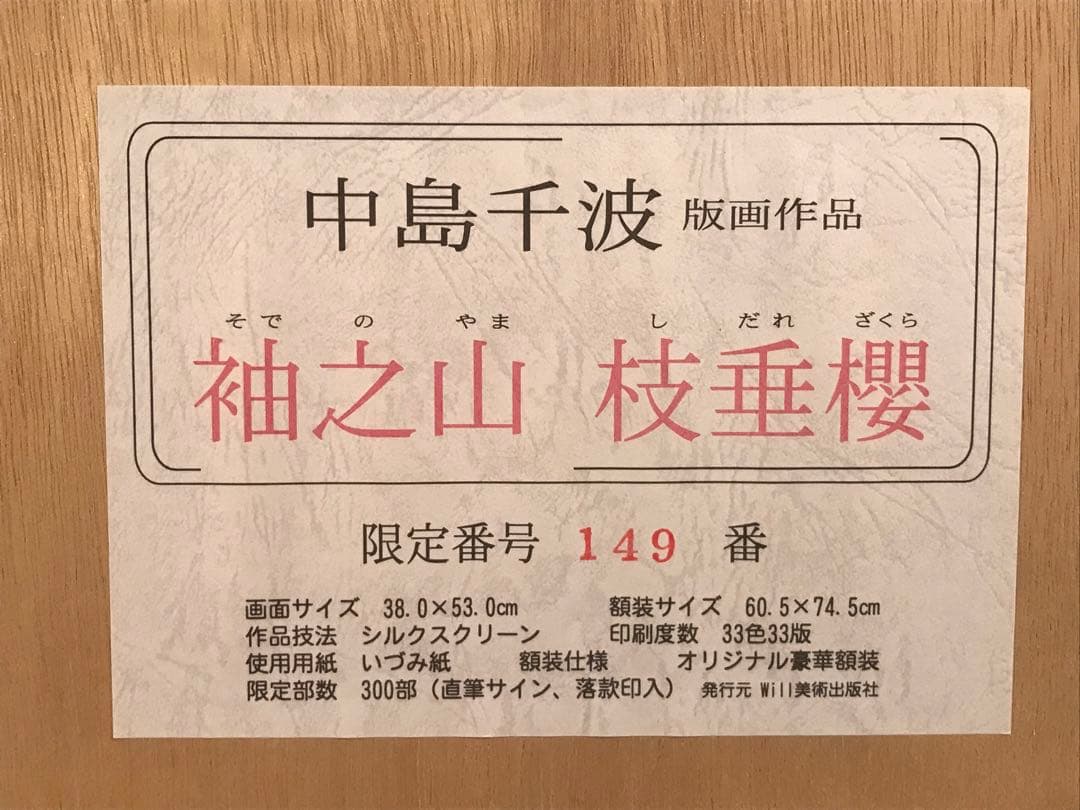 中島千波 版画作品
そで の やま し だれ ざくら
袖之山 枝垂櫻
限定番号 149 番
画面サイズ 38.0×53.0cm 額装サイズ 60.5×74.5cm
作品技法 シルクスクリーン 印刷度数 33色33版
使用用紙 いづみ紙 額装仕様 オリジナル豪華額装
限定部数 300部（直筆サイン、落款印入） 発行元 Will美術出版社